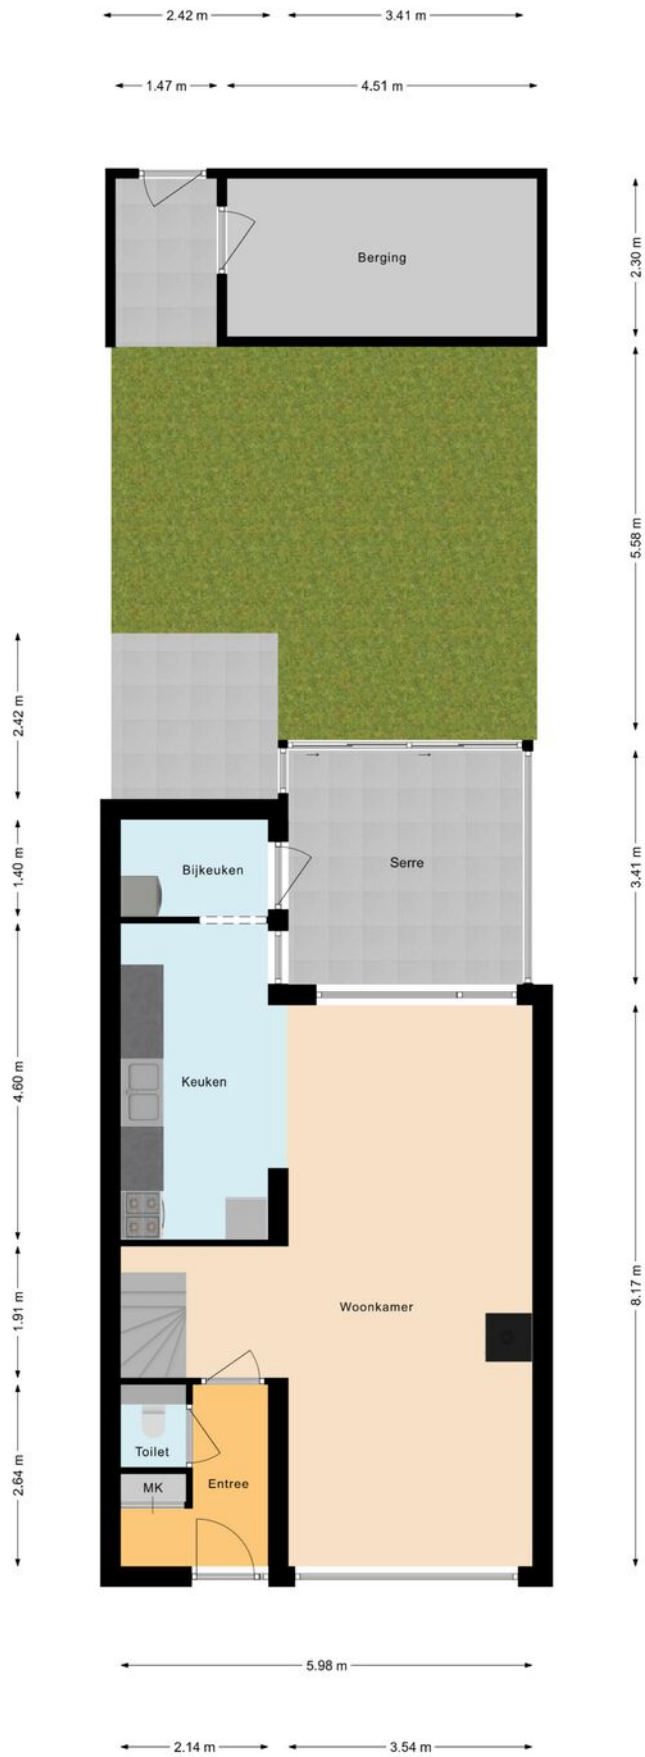 2.42 m
3.41 m
1.47 m
4.51 m
Berging
2.30 m
5.58 m
2.42 m
1.40 m
Bijkeuken
Serre
3.41 m
4.60 m
Keuken
Woonkamer
1.91 m
8.17 m
Toilet
MK
Entree
2.64 m
5.98 m
2.14 m
3.54 m